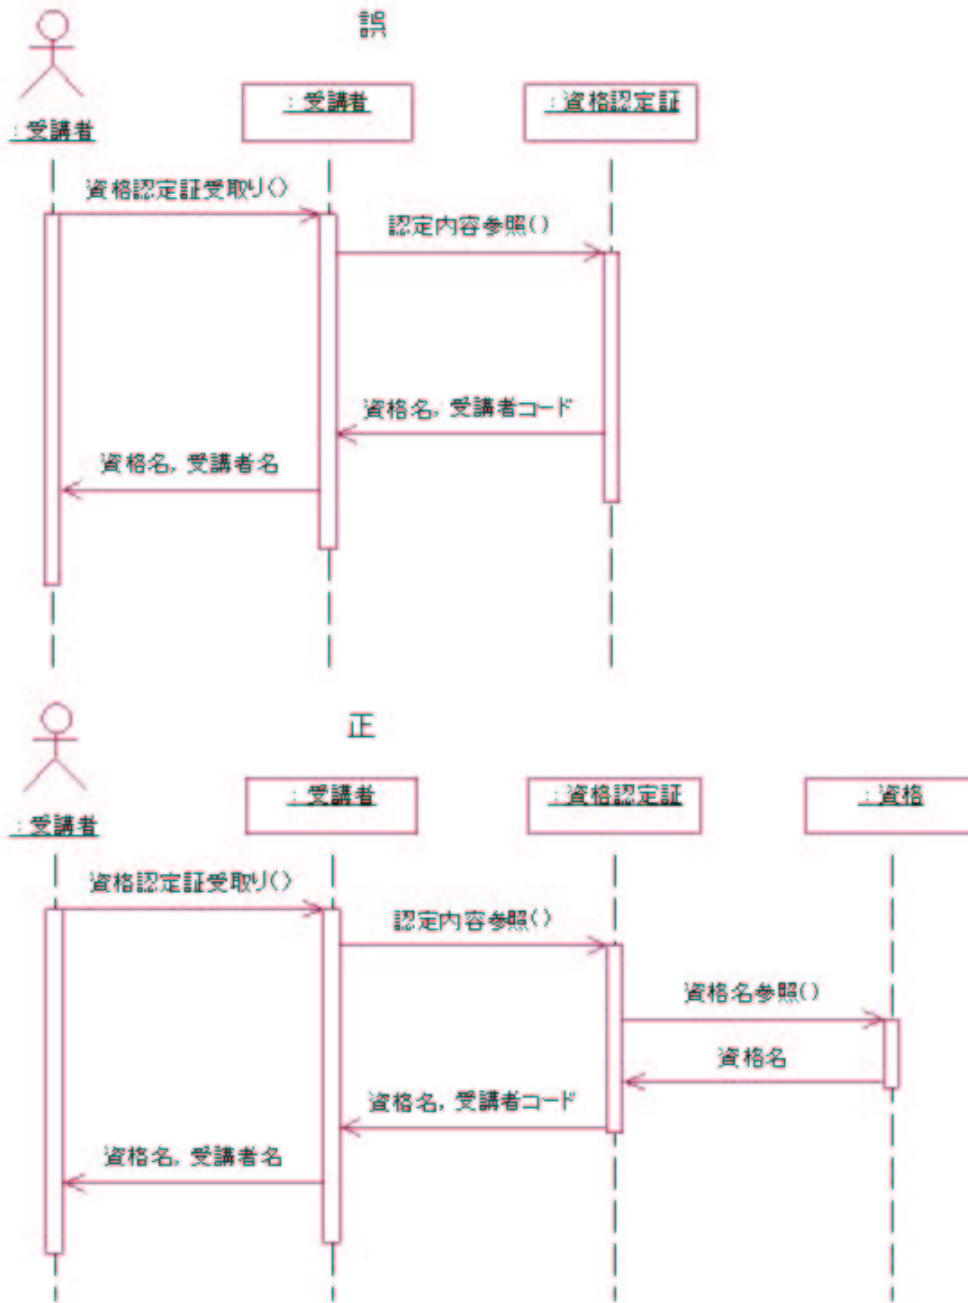 誤
：受講者
：受講者
：資格認定証
資格認定証受取り()
認定内容参照()
資格名, 受講者コード
資格名, 受講者名
正
：受講者
：受講者
：資格認定証
：資格
資格認定証受取り()
認定内容参照()
資格名参照()
資格名
資格名, 受講者コード
資格名, 受講者名